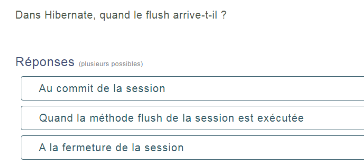 Dans Hibernate, quand le flush arrive-t-il ?
Réponses (plusieurs possibles)
Au commit de la session
Quand la méthode flush de la session est exécutée
A la fermeture de la session